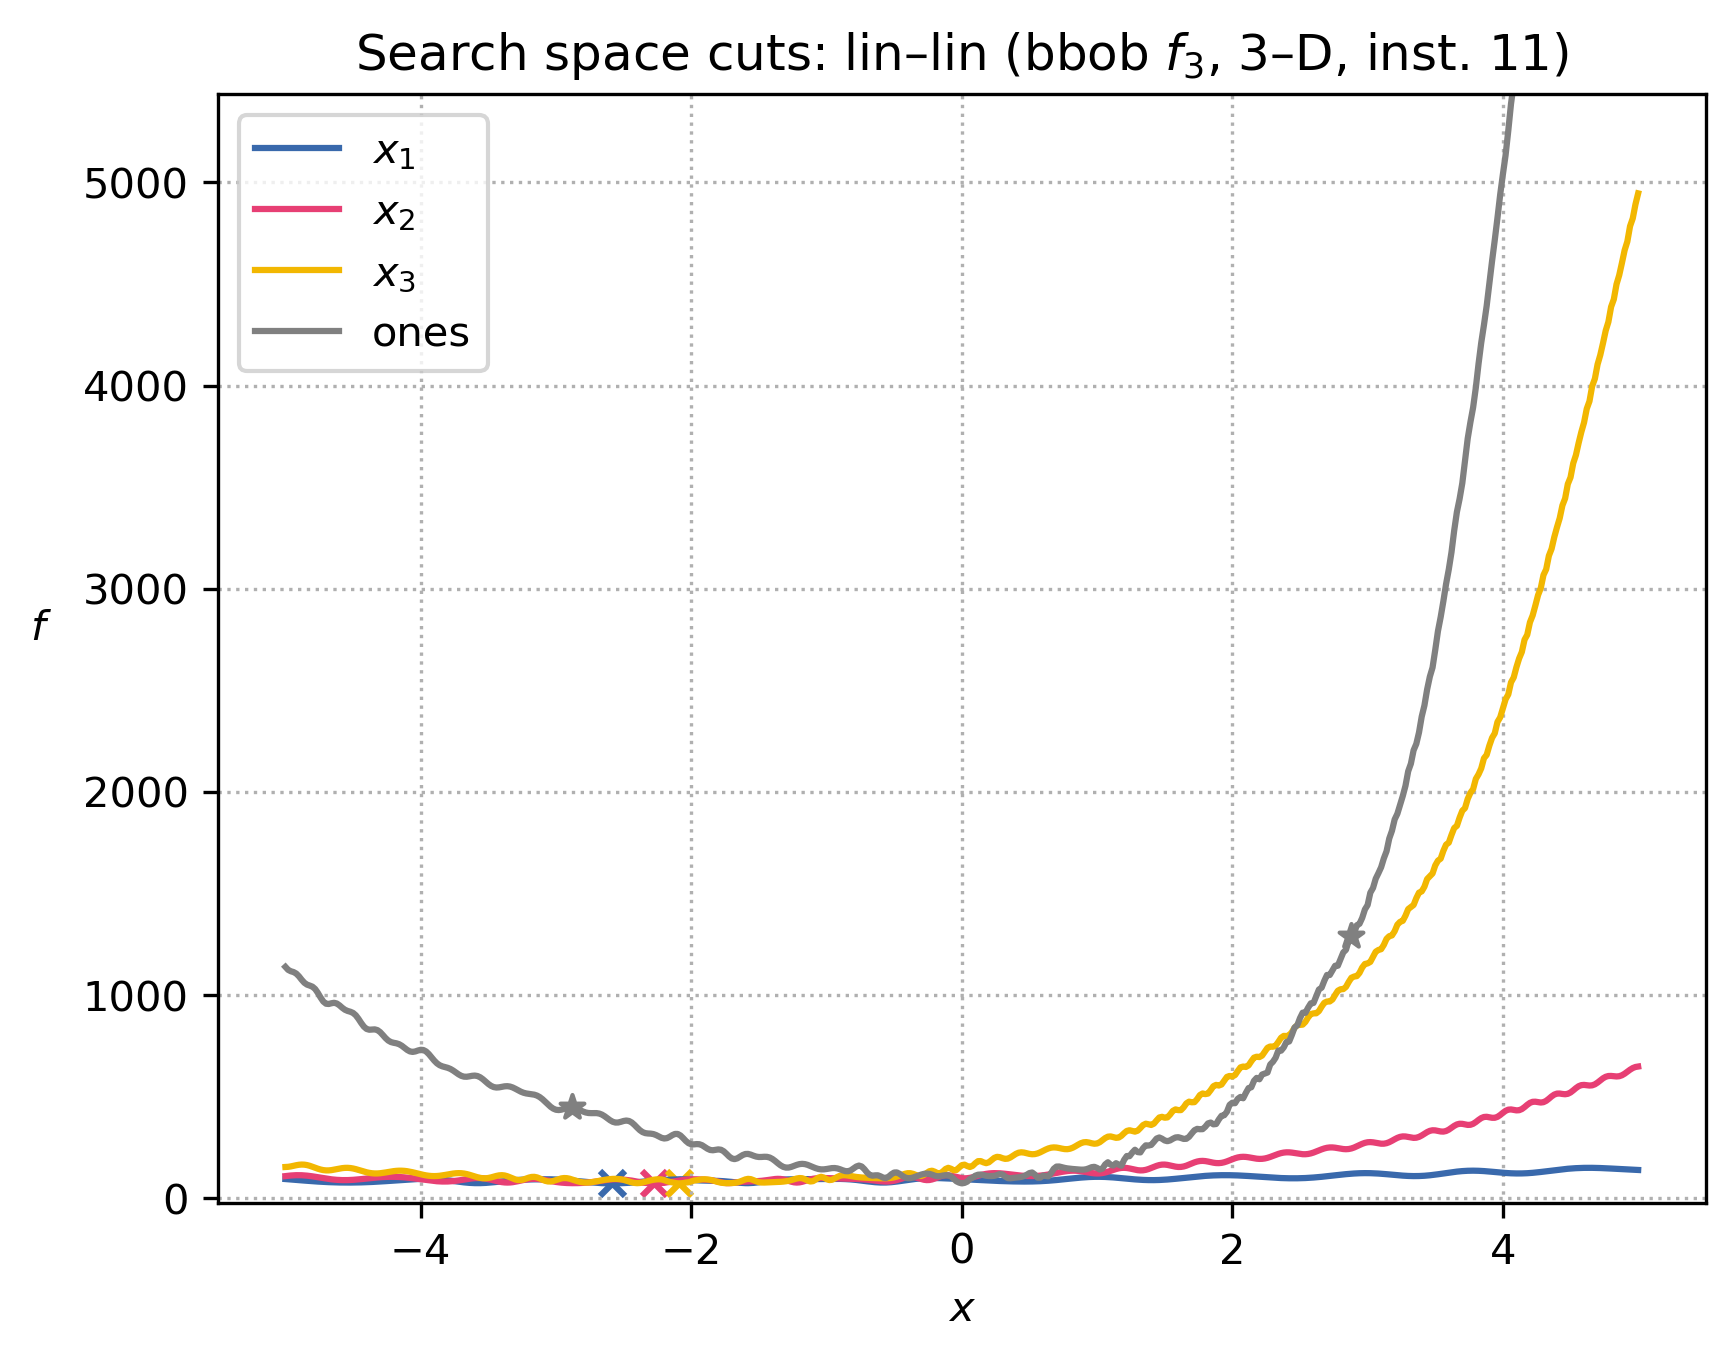 Search space cuts: lin–lin (bbob f₃, 3–D, inst. 11)
x₁
x₂
x₃
ones
5000
4000
3000
2000
1000
0
f
−4
−2
0
2
4
x